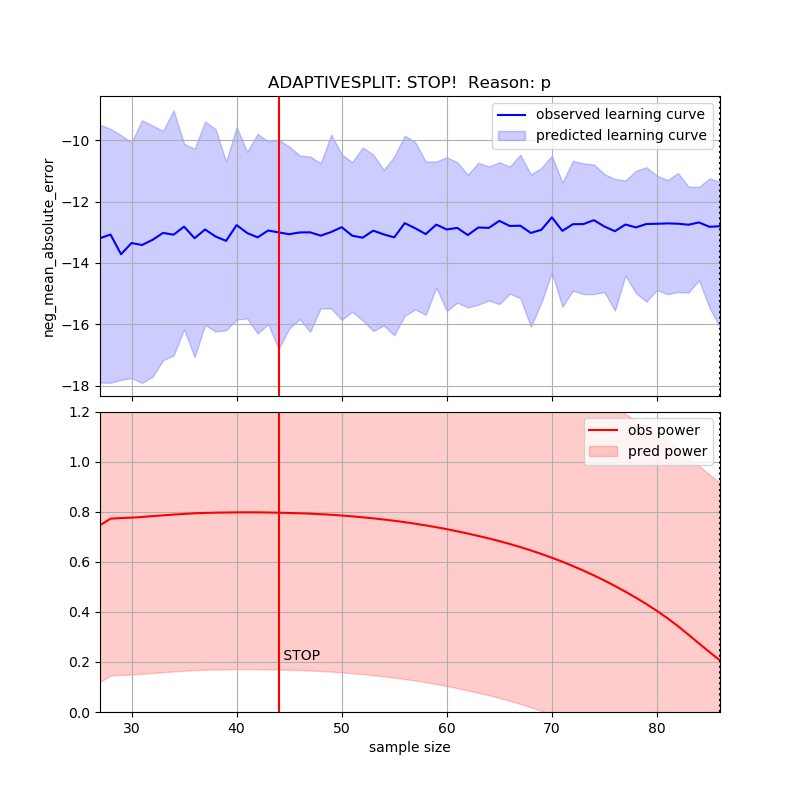 ADAPTIVESPLIT: STOP!  Reason: p
observed learning curve
predicted learning curve
neg_mean_absolute_error
−10
−12
−14
−16
−18
obs power
pred power
1.2
1.0
0.8
0.6
0.4
0.2
0.0
STOP
30 40 50 60 70 80
sample size